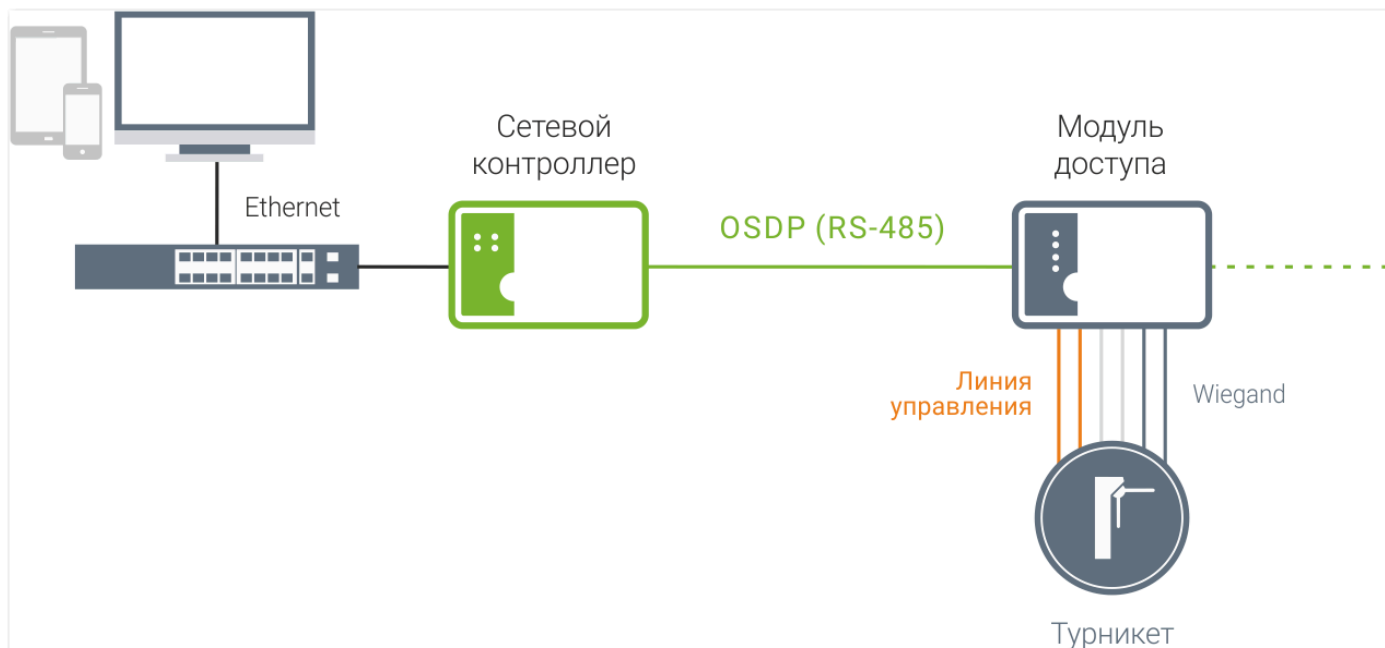 Сетевой
контроллер
Модуль
доступа
Ethernet
OSDP (RS-485)
Линия
управления
Wiegand
Турникет